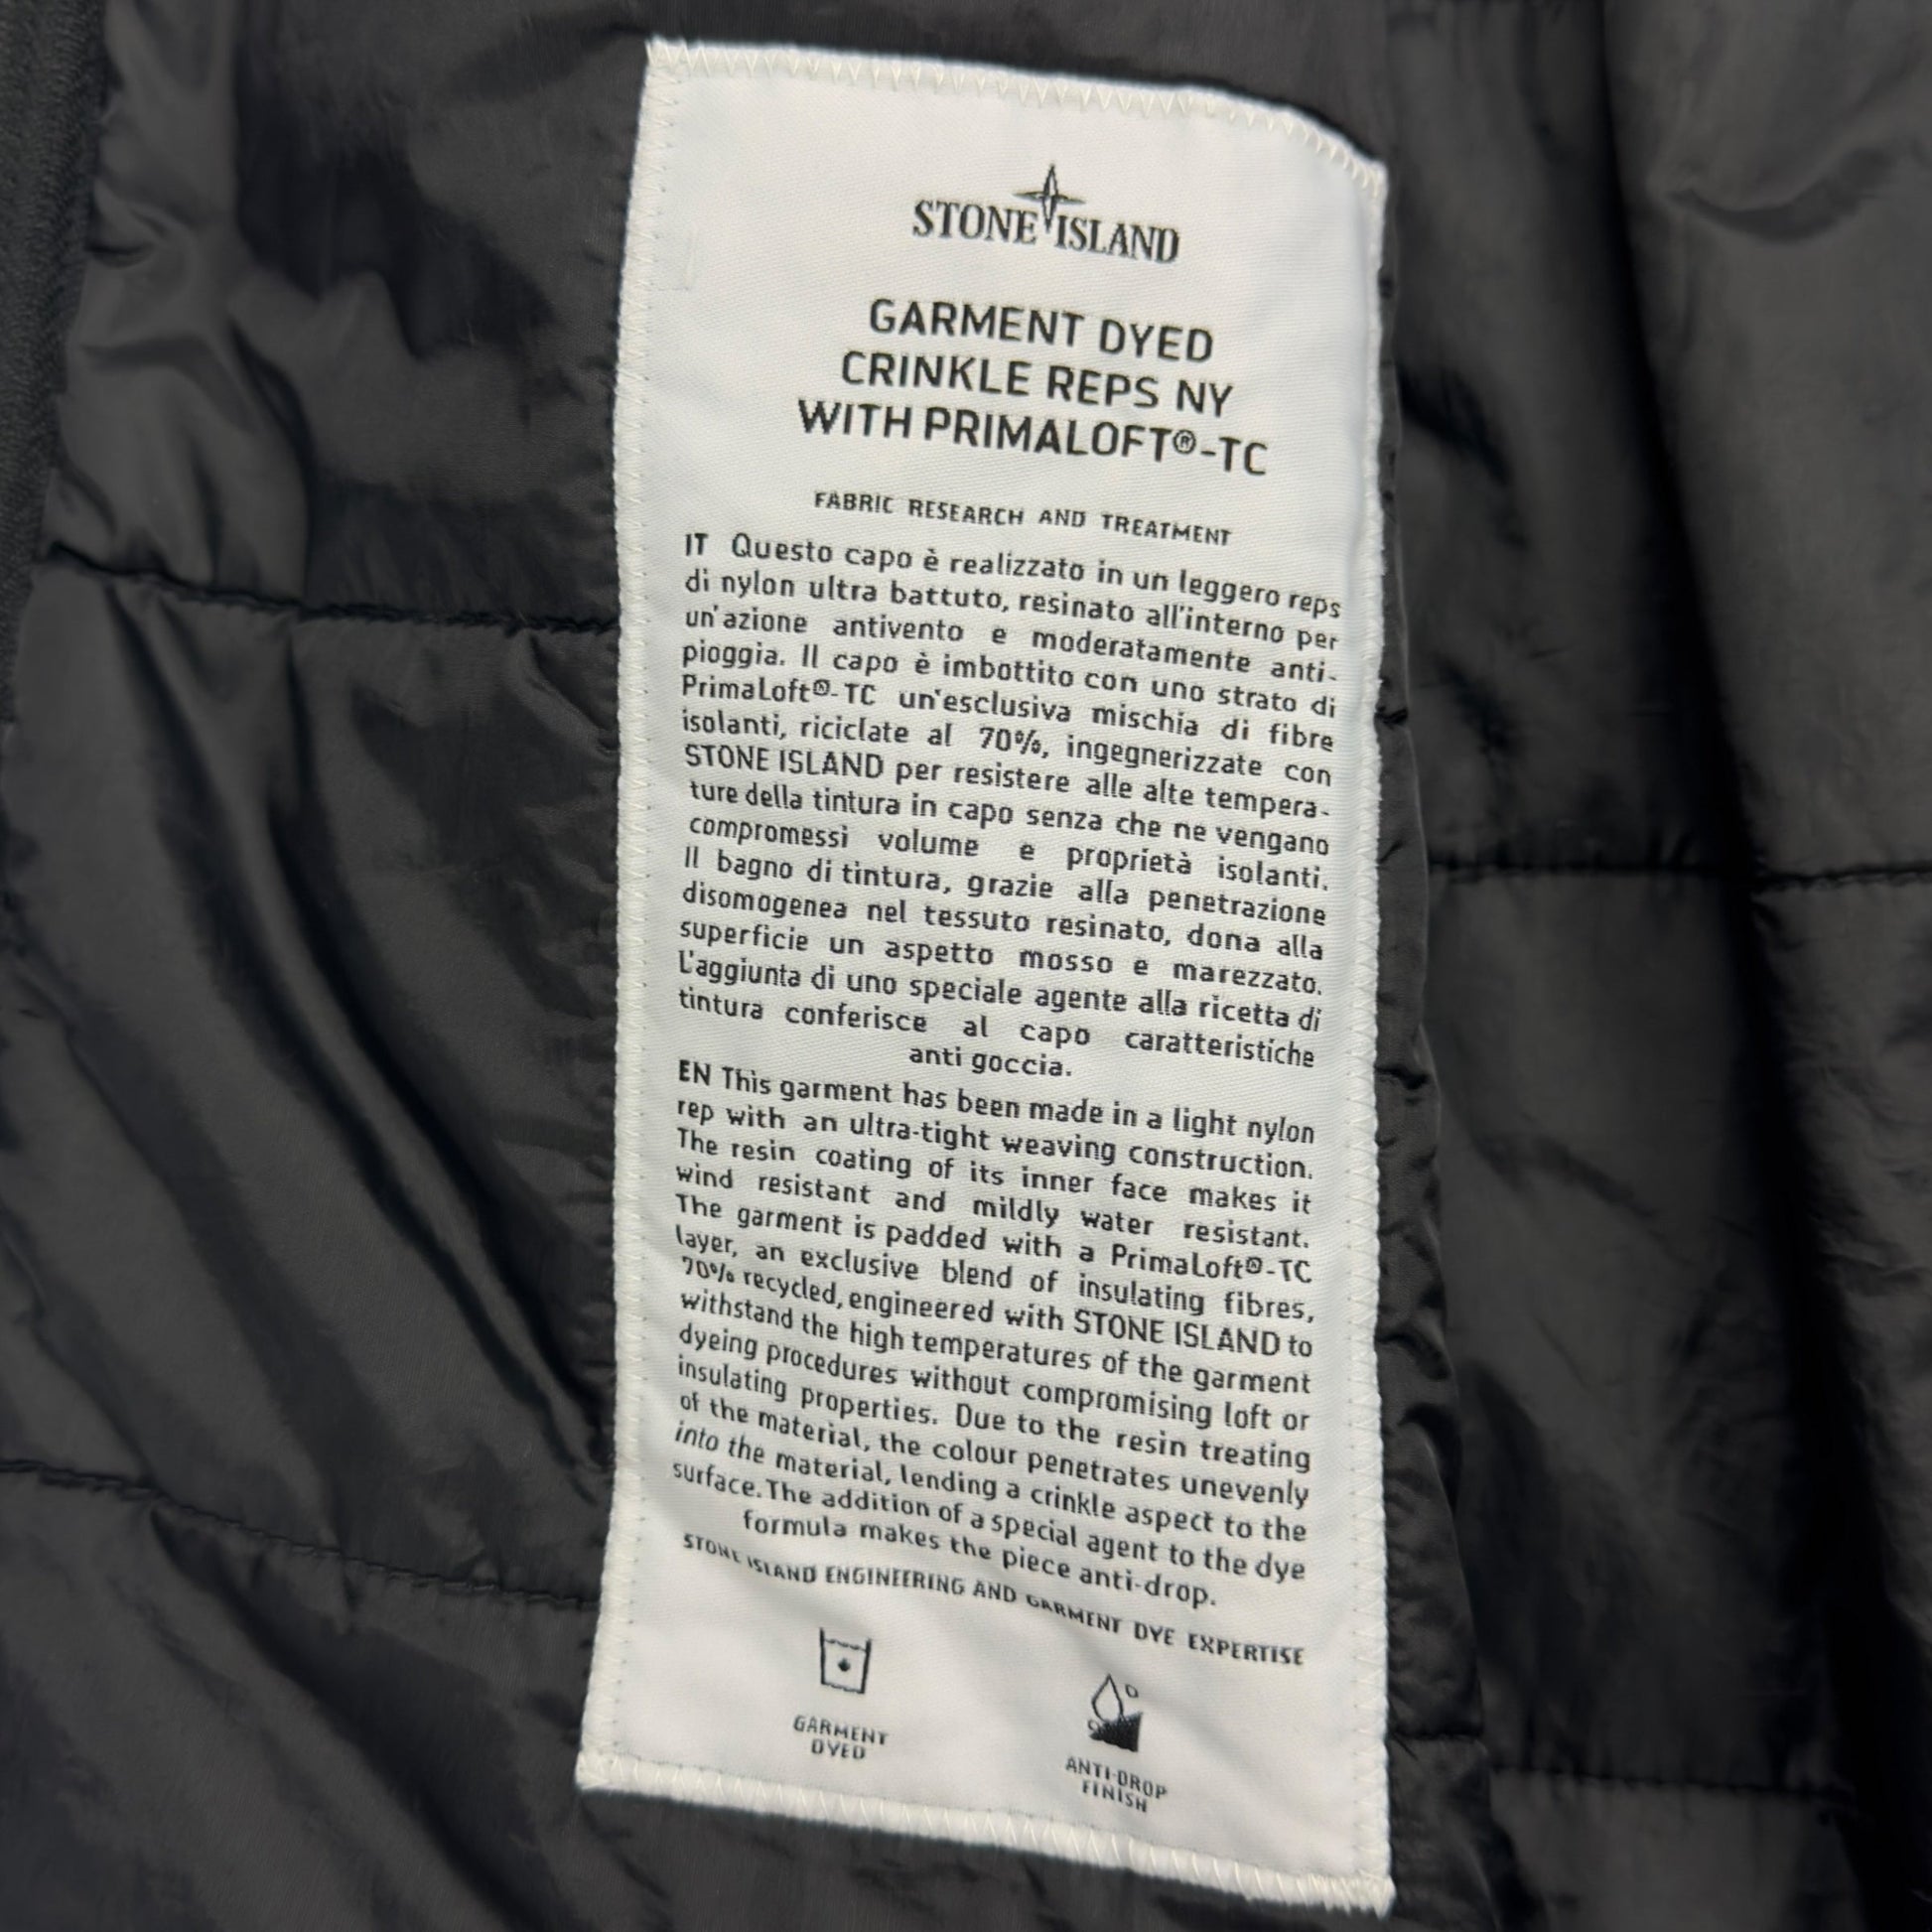 STONE ISLAND
GARMENT DYED
CRINKLE REPS NY
WITH PRIMALOFT®-TC
FABRIC RESEARCH AND TREATMENT
IT Questo capo è realizzato in un leggero reps
di nylon ultra battuto, resinato all'interno per
un'azione antivento e moderatamente anti-
pioggia. Il capo è imbottito con uno strato di
PrimaLoft®-TC un'esclusiva mischia di fibre
isolanti, riciclate al 70%, ingegnerizzate con
STONE ISLAND per resistere alle alte tempera-
ture della tintura in capo senza che ne vengano
compromessi volume e proprietà isolanti.
Il bagno di tintura, grazie alla penetrazione
disomogenea nel tessuto resinato, dona alla
superficie un aspetto mosso e marezzato.
L'aggiunta di uno speciale agente alla ricetta di
tintura conferisce al capo caratteristiche
anti goccia.
EN This garment has been made in a light nylon
rep with an ultra-tight weaving construction.
The resin coating of its inner face makes it
wind resistant and mildly water resistant.
The garment is padded with a PrimaLoft®-TC
layer, an exclusive blend of insulating fibres,
70% recycled, engineered with STONE ISLAND to
withstand the high temperatures of the garment
dyeing procedures without compromising loft or
insulating properties. Due to the resin treating
of the material, the colour penetrates unevenly
into the material, lending a crinkle aspect to the
surface. The addition of a special agent to the dye
formula makes the piece anti-drop.
STONE ISLAND ENGINEERING AND GARMENT DYE EXPERTISE
GARMENT
DYED
ANTI-DROP
FINISH